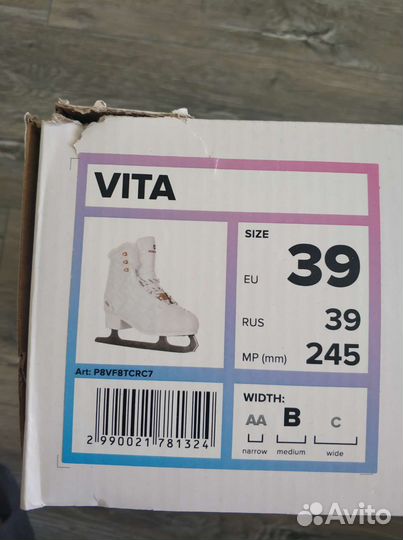 VITA
SIZE
EU 39
RUS 39
MP (mm) 245
Art: P8VF8TCRC7
2 990021 781324
WIDTH:
AA B C
narrow medium wide
Avito